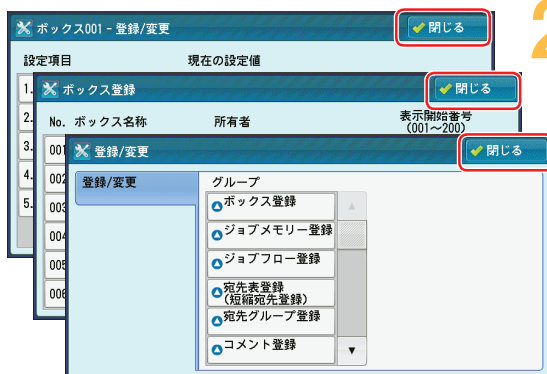 ボックス001 - 登録/変更
閉じる
設定項目 現在の設定値
1.
2.
3.
4.
5.
ボックス登録
閉じる
No. ボックス名称 所有者 表示開始番号
(001~200)
001
002
003
004
005
006
登録/変更
閉じる
登録/変更
グループ
ボックス登録
ジョブメモリー登録
ジョブフロー登録
宛先表登録
(短縮宛先登録)
宛先グループ登録
コメント登録
2